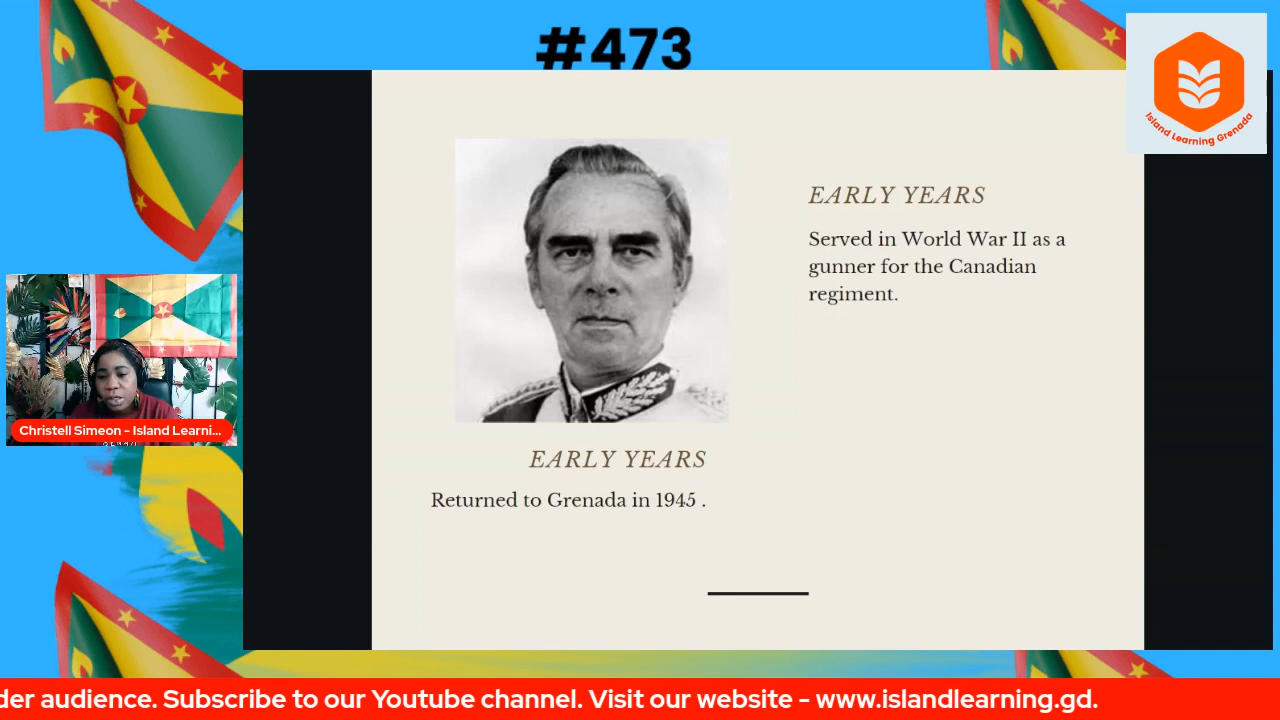 #473
Island Learning Grenada
EARLY YEARS
Served in World War II as a
gunner for the Canadian
regiment.
Christell Simeon - Island Learni...
EARLY YEARS
Returned to Grenada in 1945 .
der audience. Subscribe to our Youtube channel. Visit our website - www.islandlearning.gd.